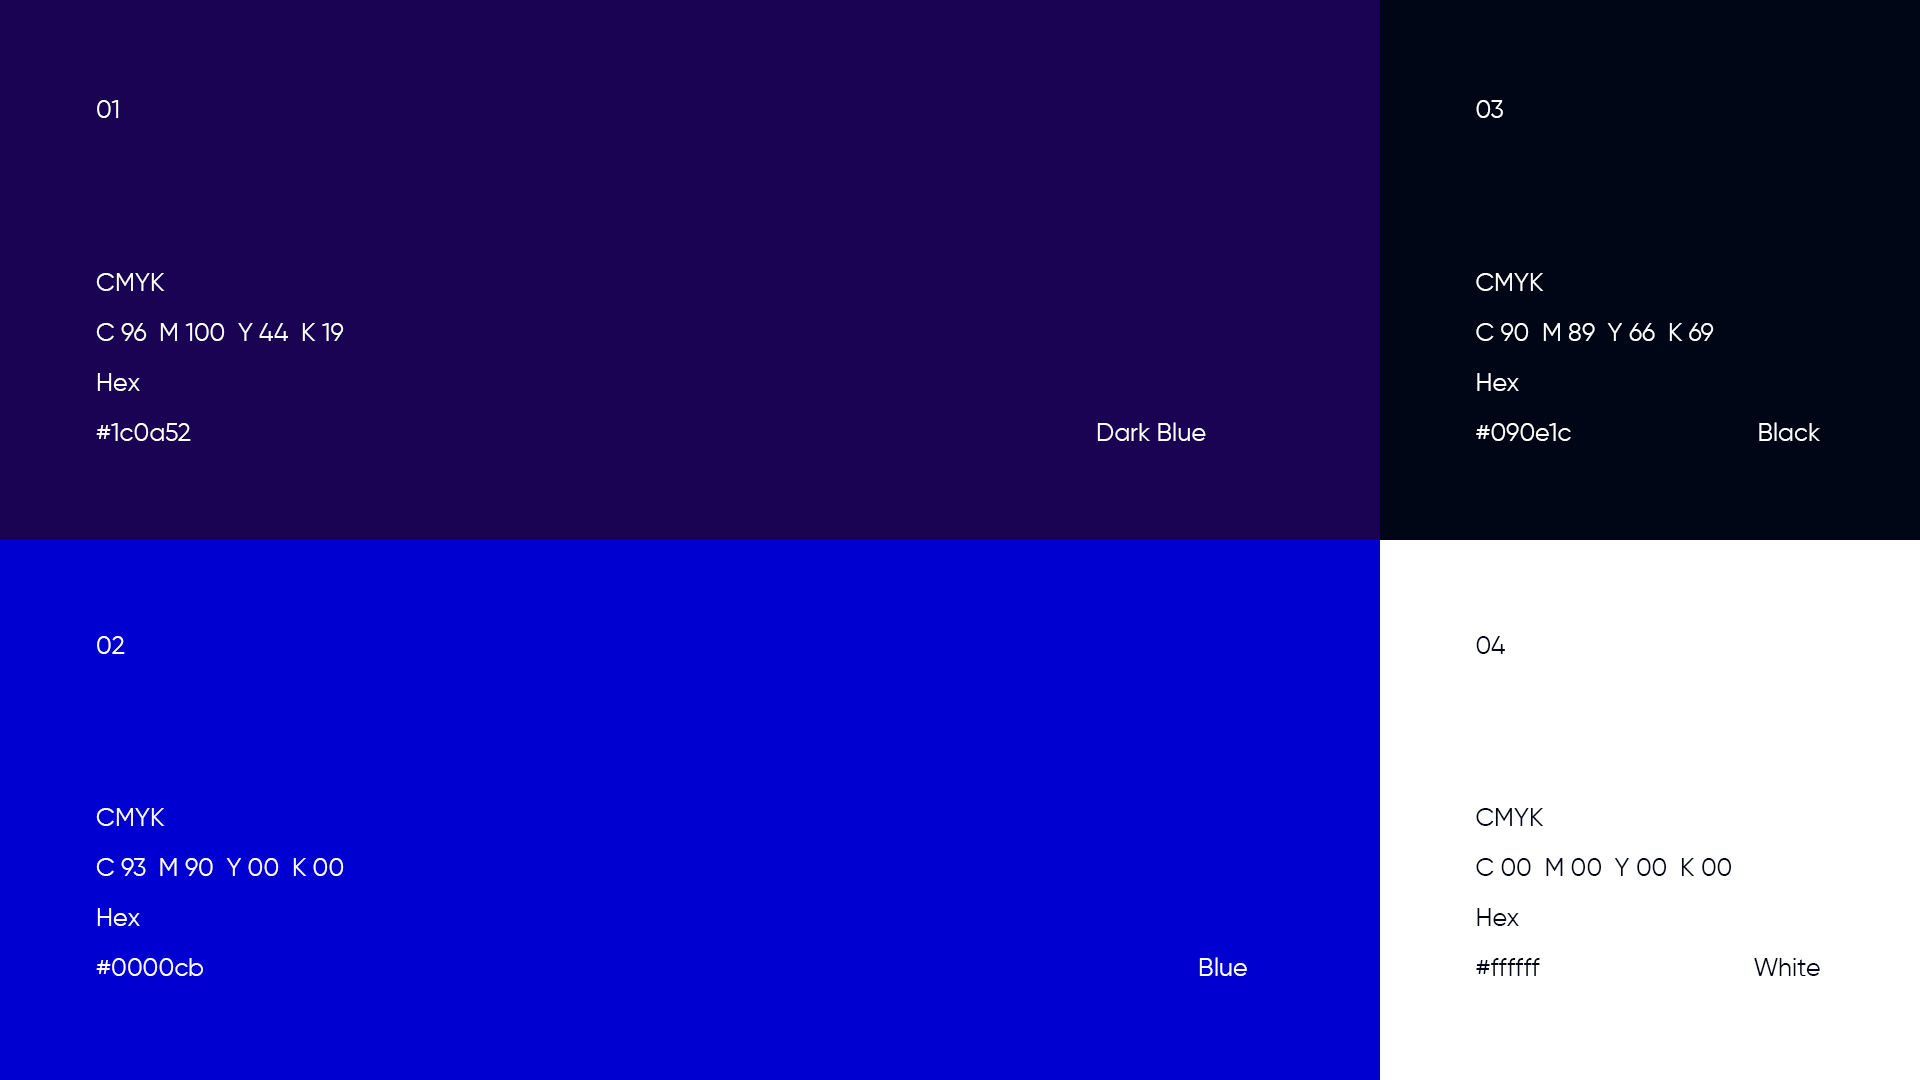 01
CMYK
C 96 M 100 Y 44 K 19
Hex
#1c0a52
Dark Blue
03
CMYK
C 90 M 89 Y 66 K 69
Hex
#090e1c
Black
02
CMYK
C 93 M 90 Y 00 K 00
Hex
#0000cb
Blue
04
CMYK
C 00 M 00 Y 00 K 00
Hex
#ffffff
White